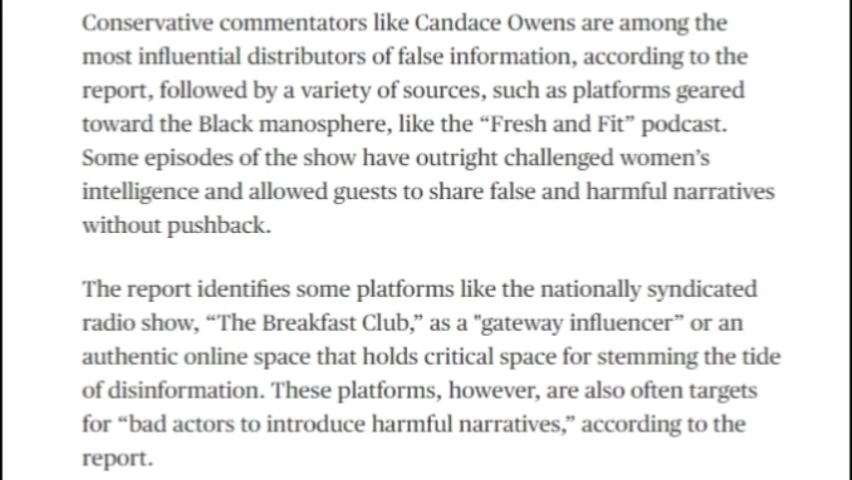 Conservative commentators like Candace Owens are among the
most influential distributors of false information, according to the
report, followed by a variety of sources, such as platforms geared
toward the Black manosphere, like the “Fresh and Fit” podcast.
Some episodes of the show have outright challenged women’s
intelligence and allowed guests to share false and harmful narratives
without pushback.
The report identifies some platforms like the nationally syndicated
radio show, “The Breakfast Club,” as a "gateway influencer” or an
authentic online space that holds critical space for stemming the tide
of disinformation. These platforms, however, are also often targets
for “bad actors to introduce harmful narratives,” according to the
report.